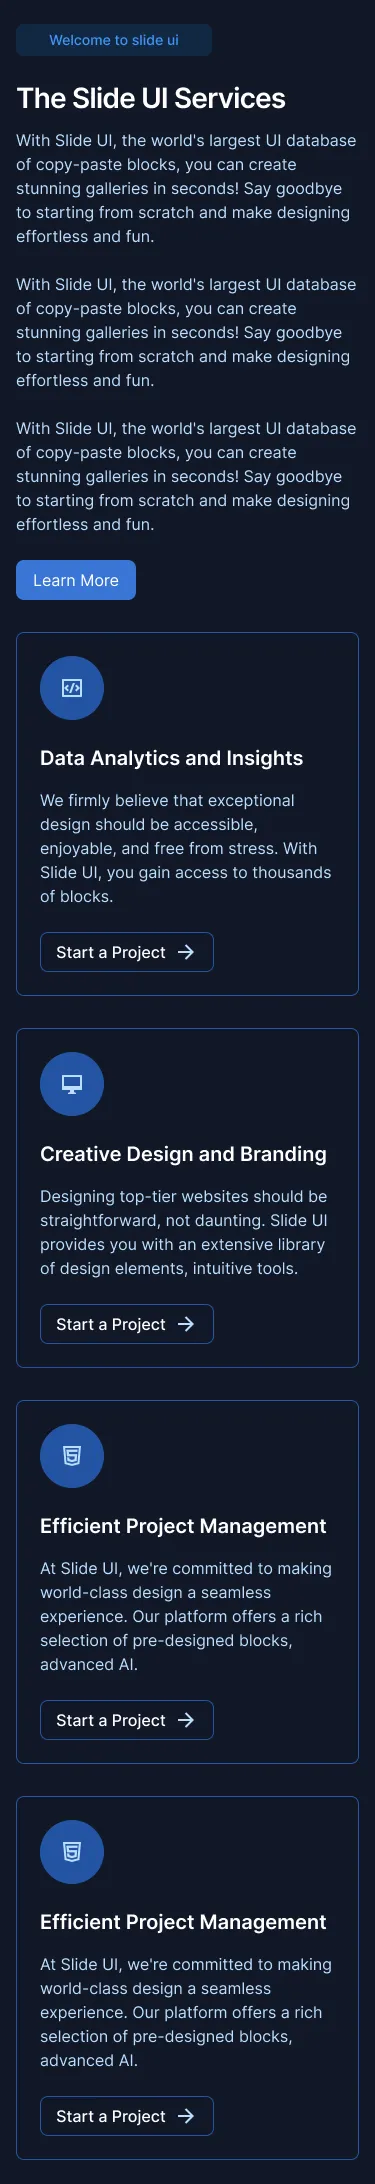 Welcome to slide ui
The Slide UI Services
With Slide UI, the world's largest UI database
of copy-paste blocks, you can create
stunning galleries in seconds! Say goodbye
to starting from scratch and make designing
effortless and fun.
With Slide UI, the world's largest UI database
of copy-paste blocks, you can create
stunning galleries in seconds! Say goodbye
to starting from scratch and make designing
effortless and fun.
With Slide UI, the world's largest UI database
of copy-paste blocks, you can create
stunning galleries in seconds! Say goodbye
to starting from scratch and make designing
effortless and fun.
Learn More
Data Analytics and Insights
We firmly believe that exceptional
design should be accessible,
enjoyable, and free from stress. With
Slide UI, you gain access to thousands
of blocks.
Start a Project
Creative Design and Branding
Designing top-tier websites should be
straightforward, not daunting. Slide UI
provides you with an extensive library
of design elements, intuitive tools.
Start a Project
Efficient Project Management
At Slide UI, we're committed to making
world-class design a seamless
experience. Our platform offers a rich
selection of pre-designed blocks,
advanced AI.
Start a Project
Efficient Project Management
At Slide UI, we're committed to making
world-class design a seamless
experience. Our platform offers a rich
selection of pre-designed blocks,
advanced AI.
Start a Project